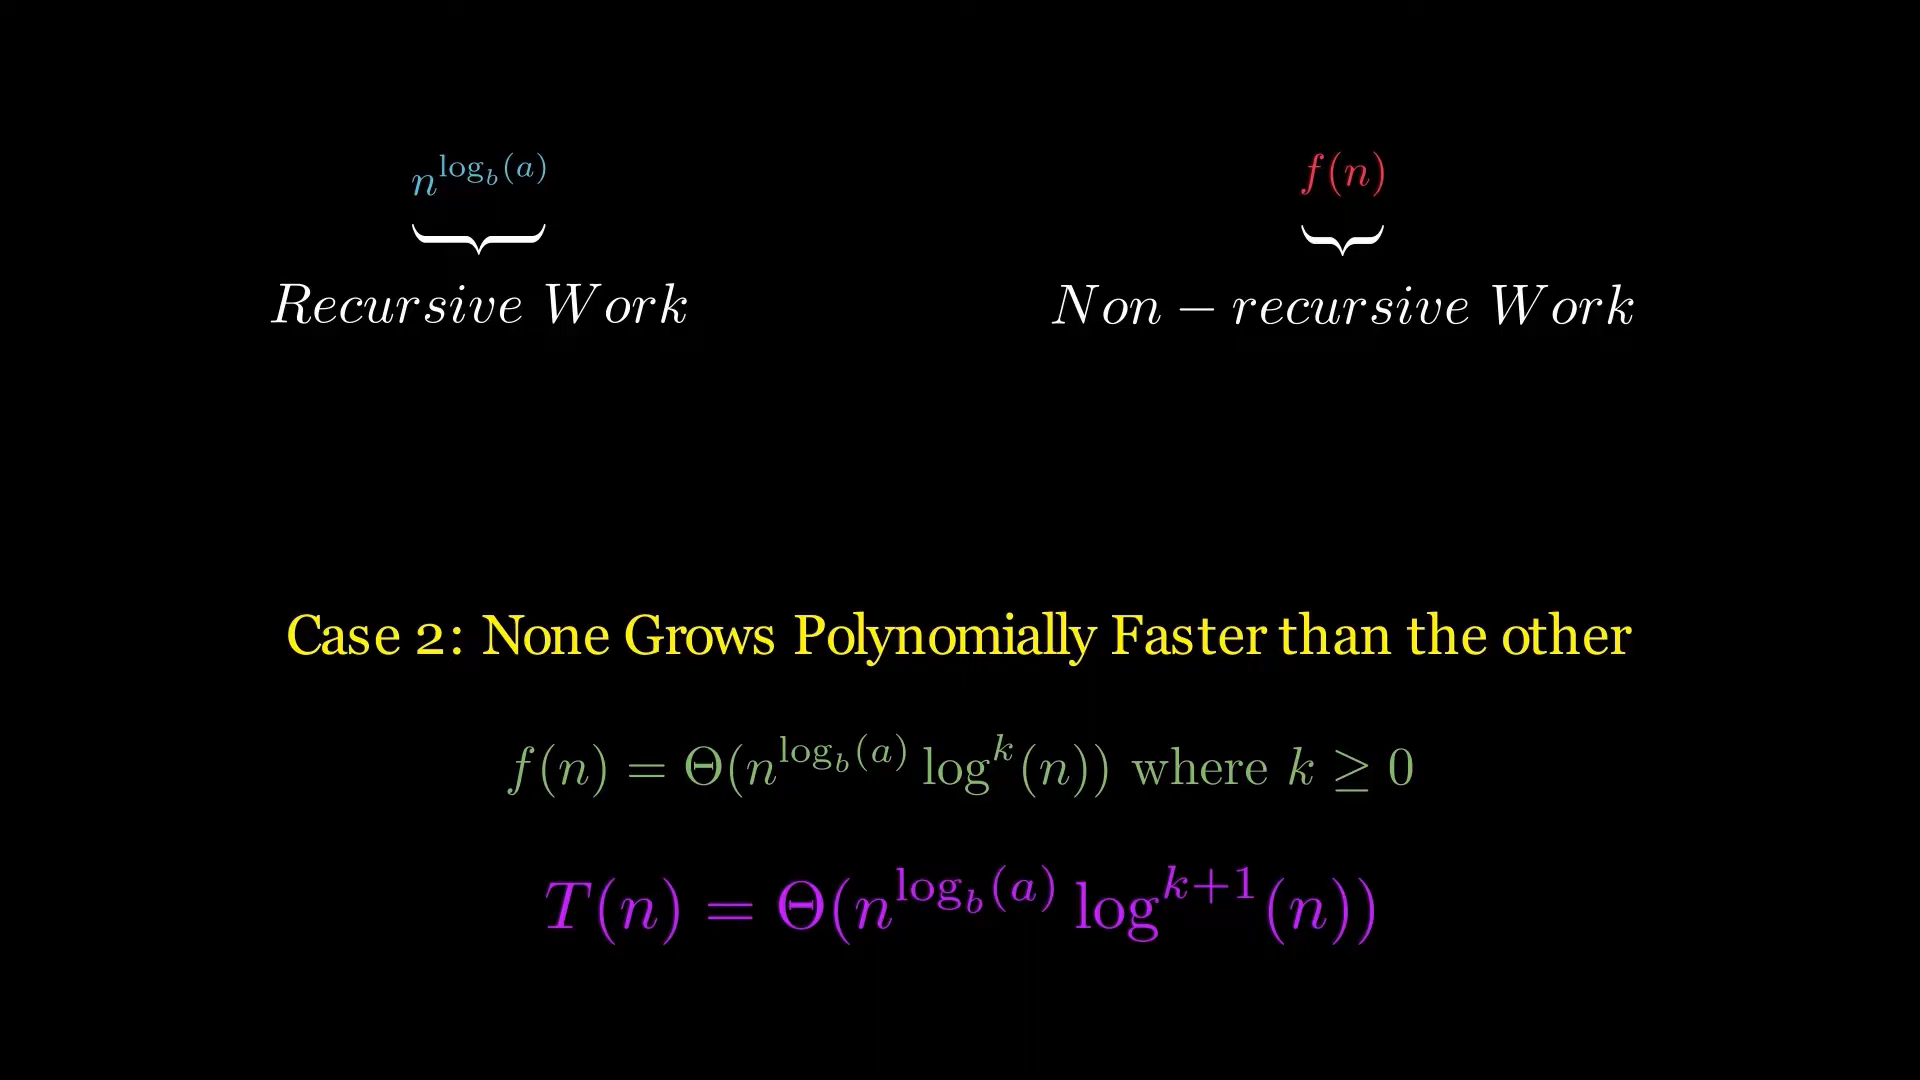 n^{log_b(a)} f(n)
Recursive Work Non − recursive Work
Case 2: None Grows Polynomially Faster than the other
f(n) = Θ(n^{log_b(a)} log^k(n)) where k ≥ 0
T(n) = Θ(n^{log_b(a)} log^{k+1}(n))